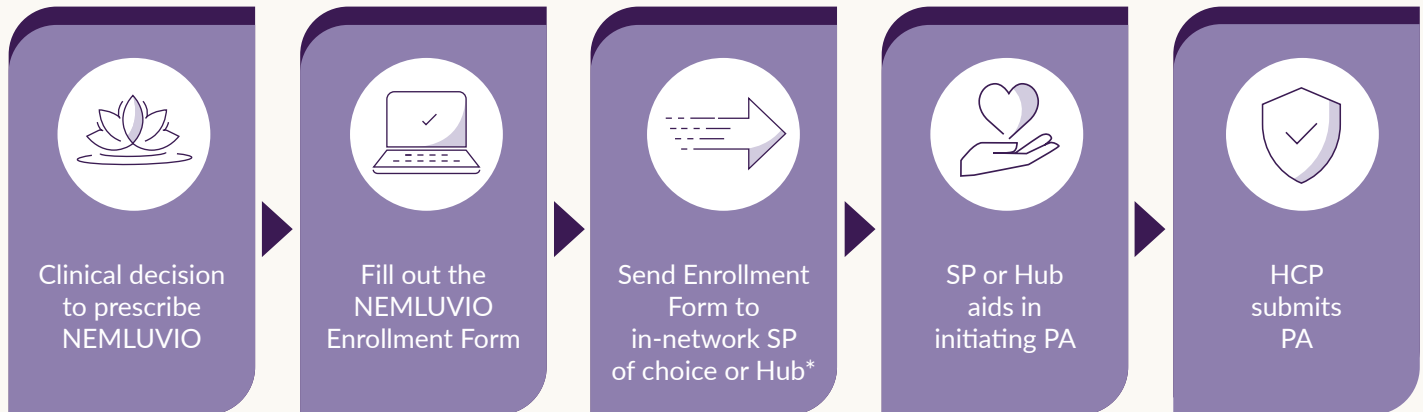 Clinical decision
to prescribe
NEMLUVIO
Fill out the
NEMLUVIO
Enrollment Form
Send Enrollment
Form to
in-network SP
of choice or Hub*
SP or Hub
aids in
initiating PA
HCP
submits
PA